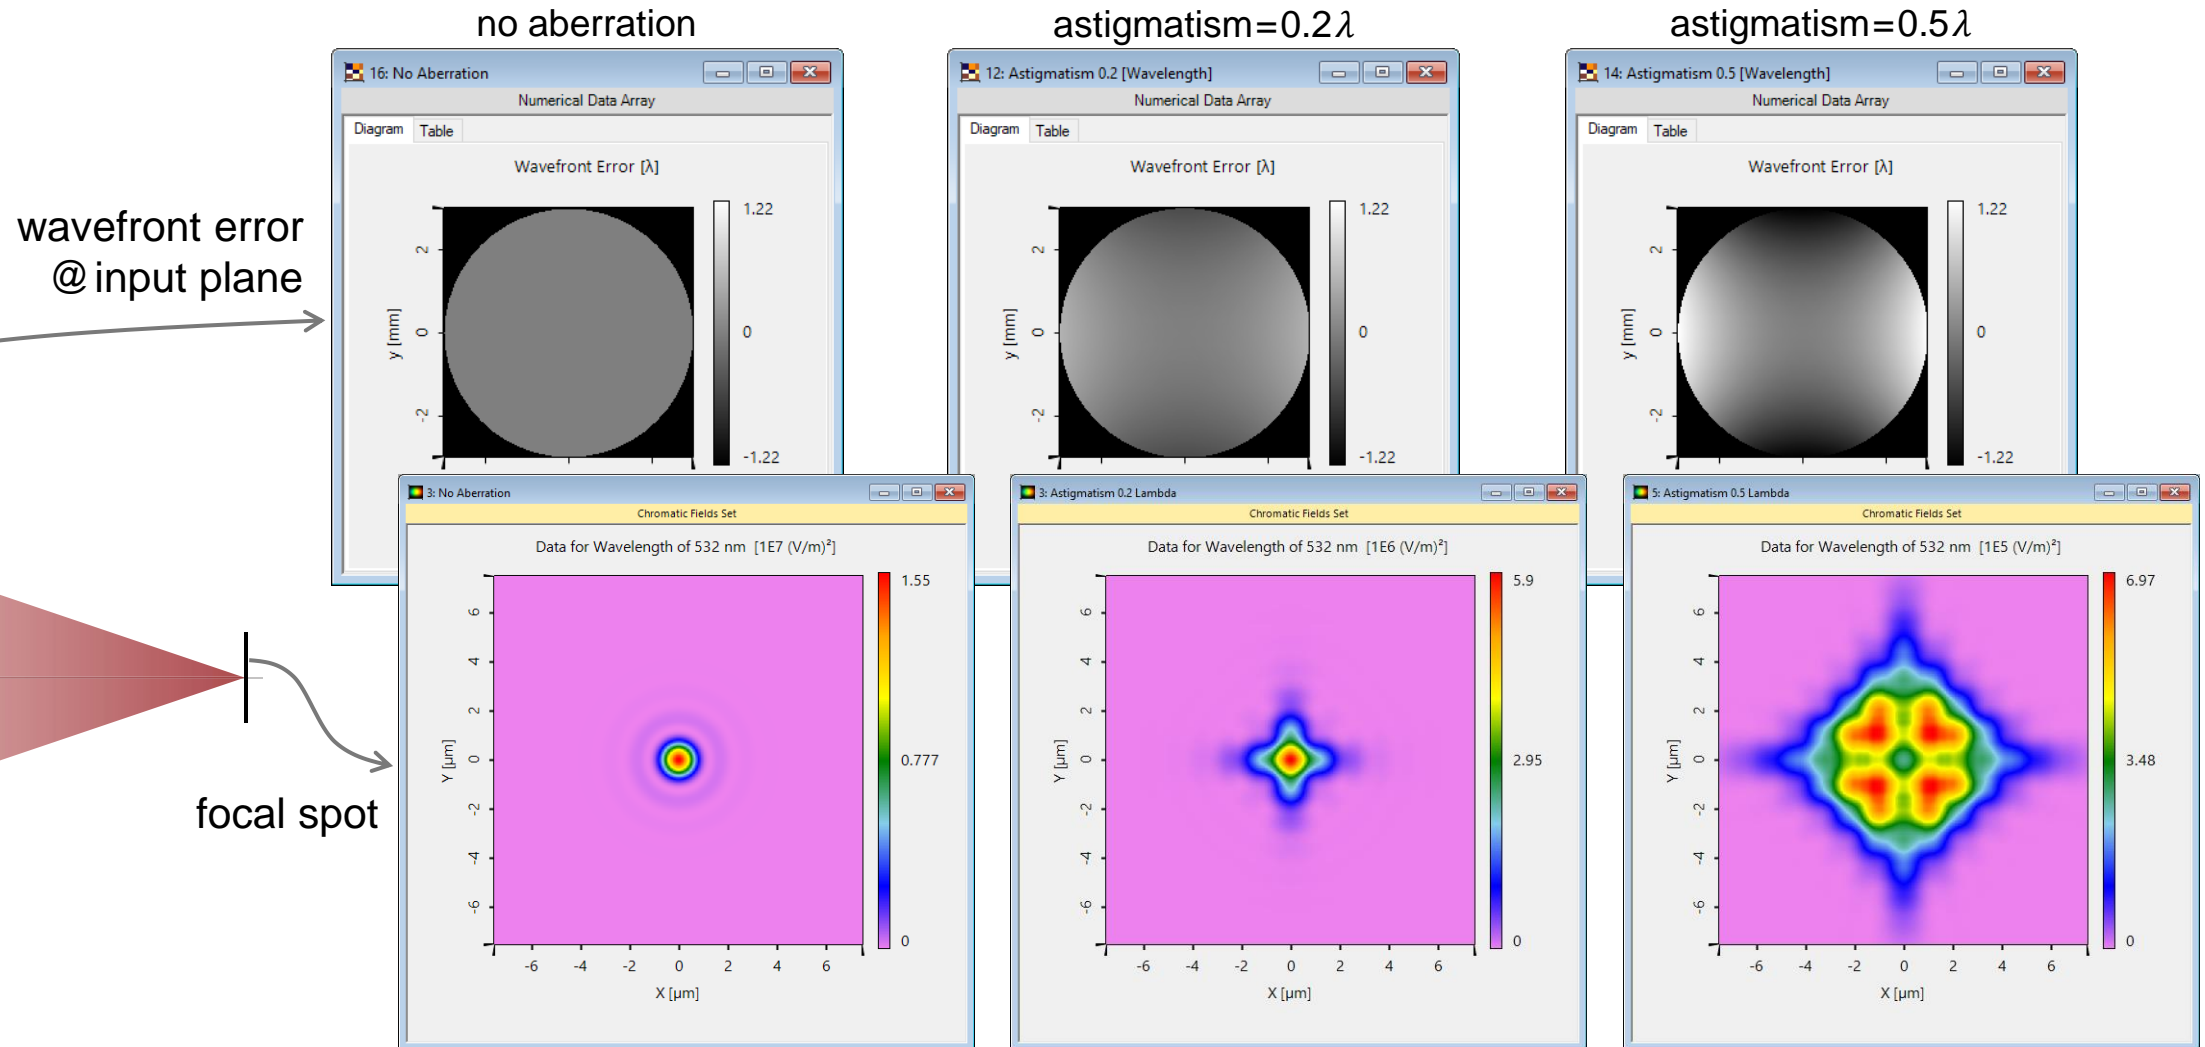 no aberration
astigmatism=0.2λ
astigmatism=0.5λ
16: No Aberration
Numerical Data Array
Diagram
Table
Wavefront Error [λ]
1.22
0
-1.22
y [mm]
2
0
-2
12: Astigmatism 0.2 [Wavelength]
Numerical Data Array
Diagram
Table
Wavefront Error [λ]
1.22
0
-1.22
y [mm]
2
0
-2
14: Astigmatism 0.5 [Wavelength]
Numerical Data Array
Diagram
Table
Wavefront Error [λ]
1.22
0
-1.22
y [mm]
2
0
-2
wavefront error
@ input plane
focal spot
3: No Aberration
Chromatic Fields Set
Data for Wavelength of 532 nm [1E7 (V/m)²]
1.55
0.777
0
Y [µm]
6
4
2
0
-2
-4
-6
-6 -4 -2 0 2 4 6
X [µm]
3: Astigmatism 0.2 Lambda
Chromatic Fields Set
Data for Wavelength of 532 nm [1E6 (V/m)²]
5.9
2.95
0
Y [µm]
6
4
2
0
-2
-4
-6
-6 -4 -2 0 2 4 6
X [µm]
5: Astigmatism 0.5 Lambda
Chromatic Fields Set
Data for Wavelength of 532 nm [1E5 (V/m)²]
6.97
3.48
0
Y [µm]
6
4
2
0
-2
-4
-6
-6 -4 -2 0 2 4 6
X [µm]